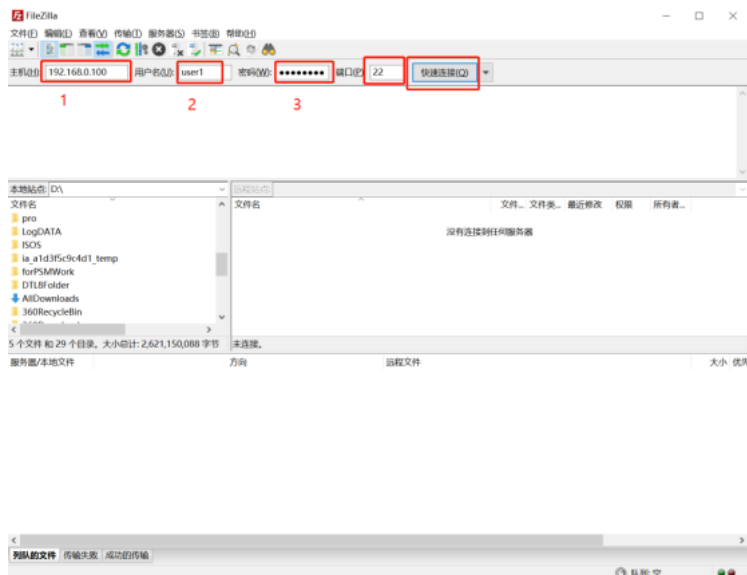 FileZilla
文件(F) 编辑(E) 查看(V) 传输(T) 服务器(S) 书签(B) 帮助(H)
主机(H): 192.168.0.100 用户名(U): user1 密码(W): ●●●●●●●● 端口(P) 22 快速连接(Q)
1 2 3
本地站点: D:\ 远程站点:
文件名 文件名 文件... 文件类... 最近修改 权限 所有者...
pro
LogDATA 没有连接到任何服务器
ISOS
ia_a1d3f5c9c4d1_temp
forPSMWork
DTLBFolder
AllDownloads
360RecycleBin
5 个文件 和 29 个目录。大小总计: 2,621,150,088 字节 未连接。
服务器/本地文件 方向 远程文件 大小 优先
列队的文件 传输失败 成功的传输
队列: 空